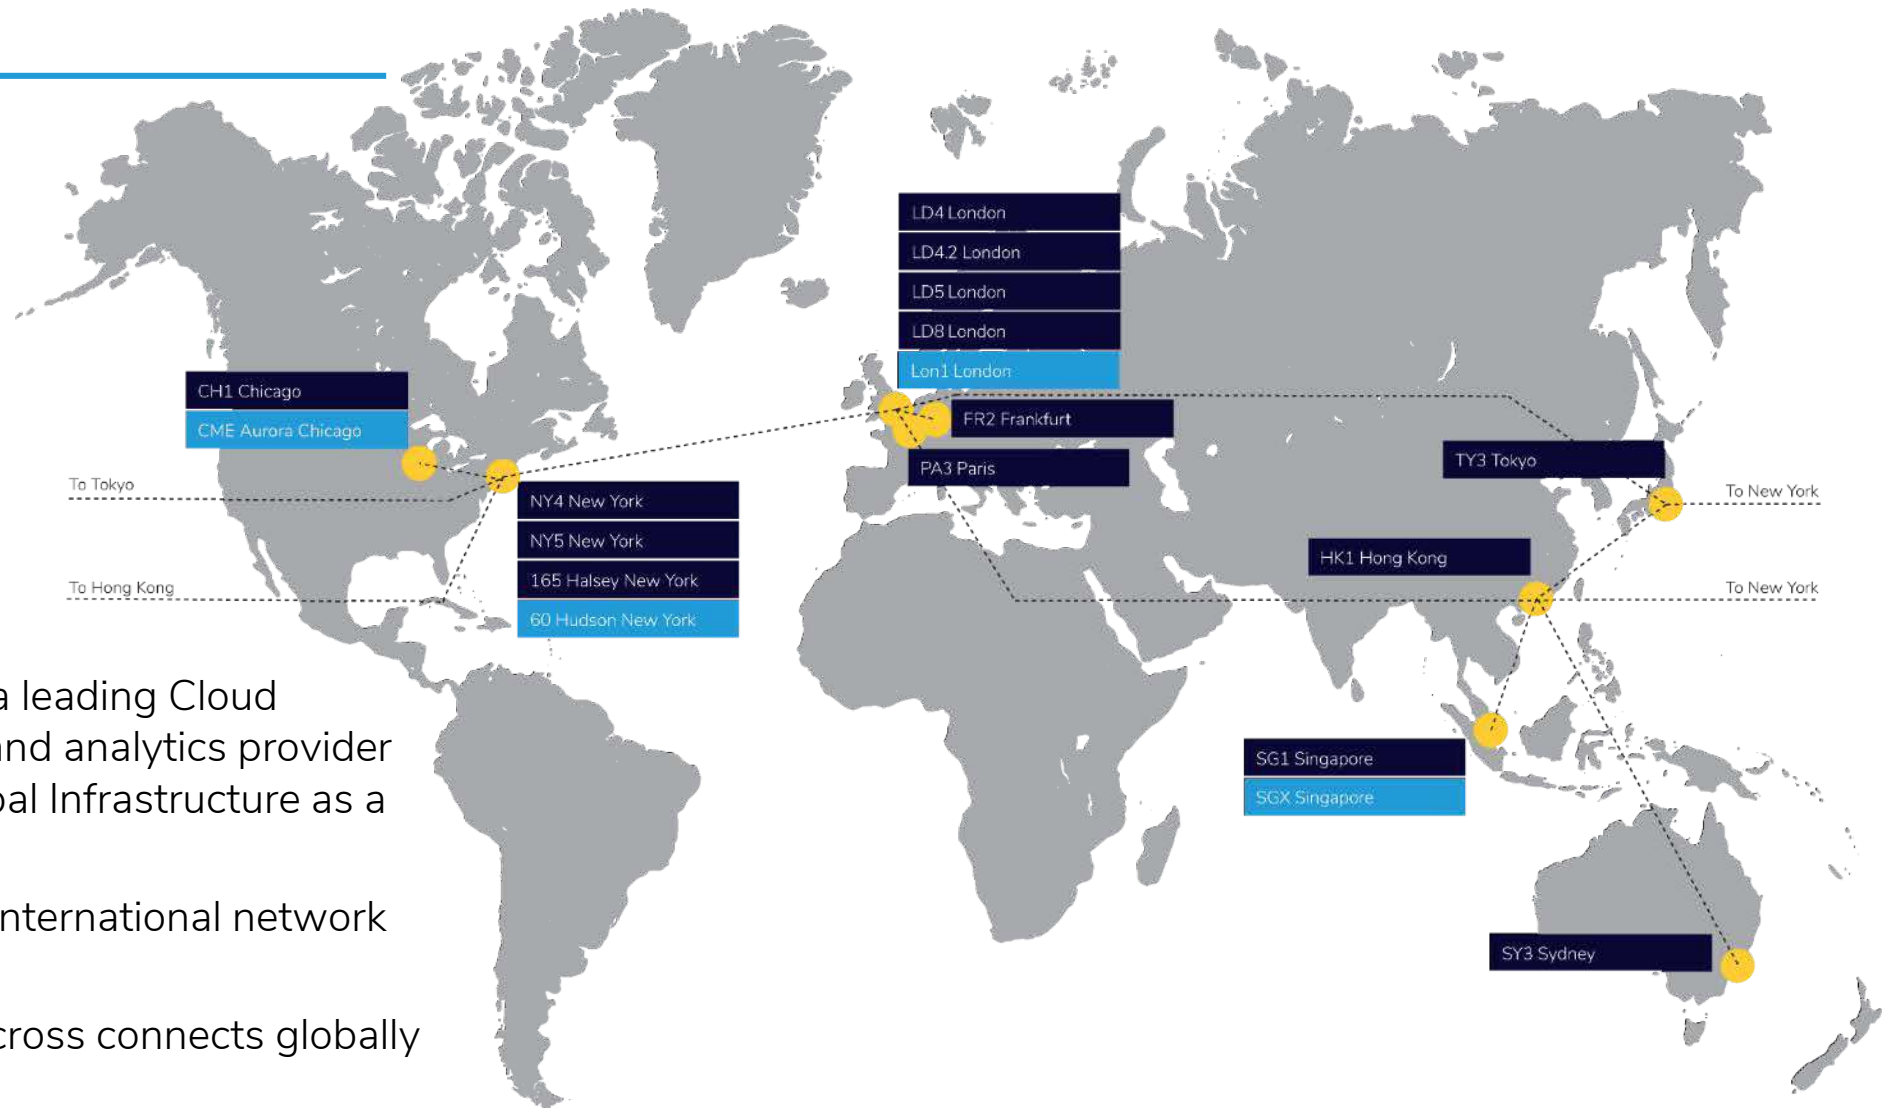 LD4 London
LD4.2 London
LD5 London
LD8 London
Lon1 London
CH1 Chicago
CME Aurora Chicago
FR2 Frankfurt
PA3 Paris
TY3 Tokyo
To Tokyo
To New York
NY4 New York
NY5 New York
165 Halsey New York
60 Hudson New York
HK1 Hong Kong
To Hong Kong
To New York
a leading Cloud
and analytics provider
bal Infrastructure as a
international network
cross connects globally
SG1 Singapore
SGX Singapore
SY3 Sydney